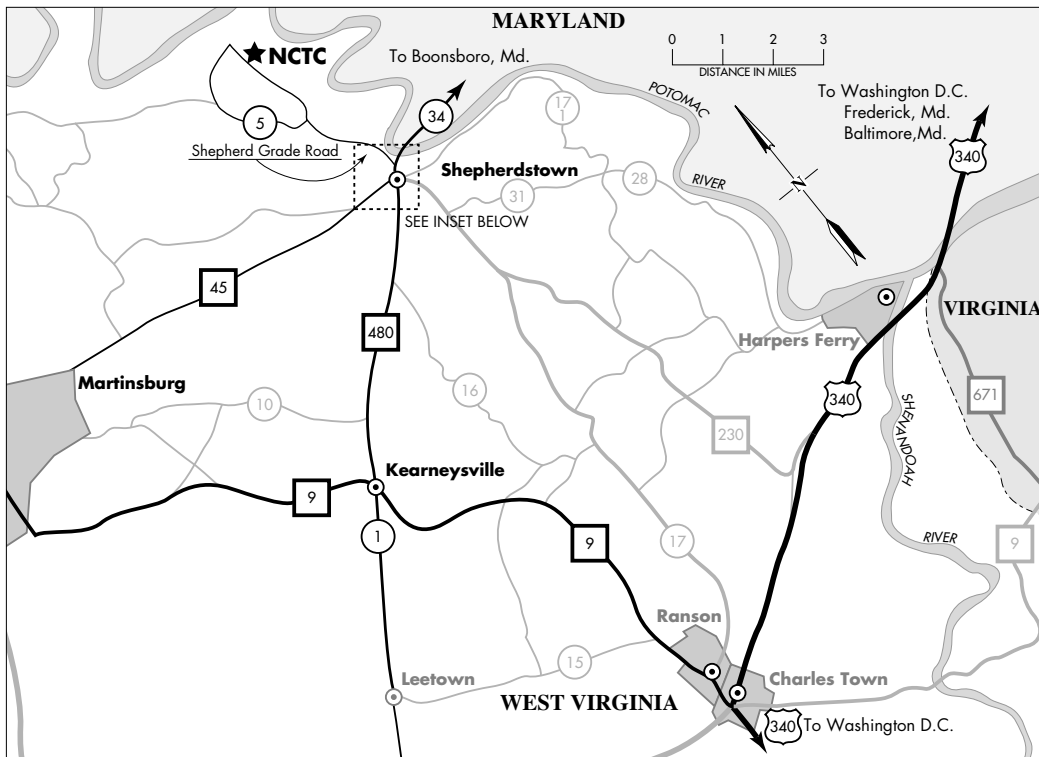 MARYLAND
NCTC
To Boonsboro, Md.
0 1 2 3
DISTANCE IN MILES
To Washington D.C.
Frederick, Md.
Baltimore,Md.
POTOMAC
17
1
34
5
340
Shepherd Grade Road
Shepherdstown
N
RIVER
28
31
SEE INSET BELOW
45
480
VIRGINIA
Harpers Ferry
Martinsburg
16
340
671
10
SHENANDOAH
230
Kearneysville
9
1
9
17
RIVER
9
Ranson
15
Leetown
Charles Town
WEST VIRGINIA
340
To Washington D.C.